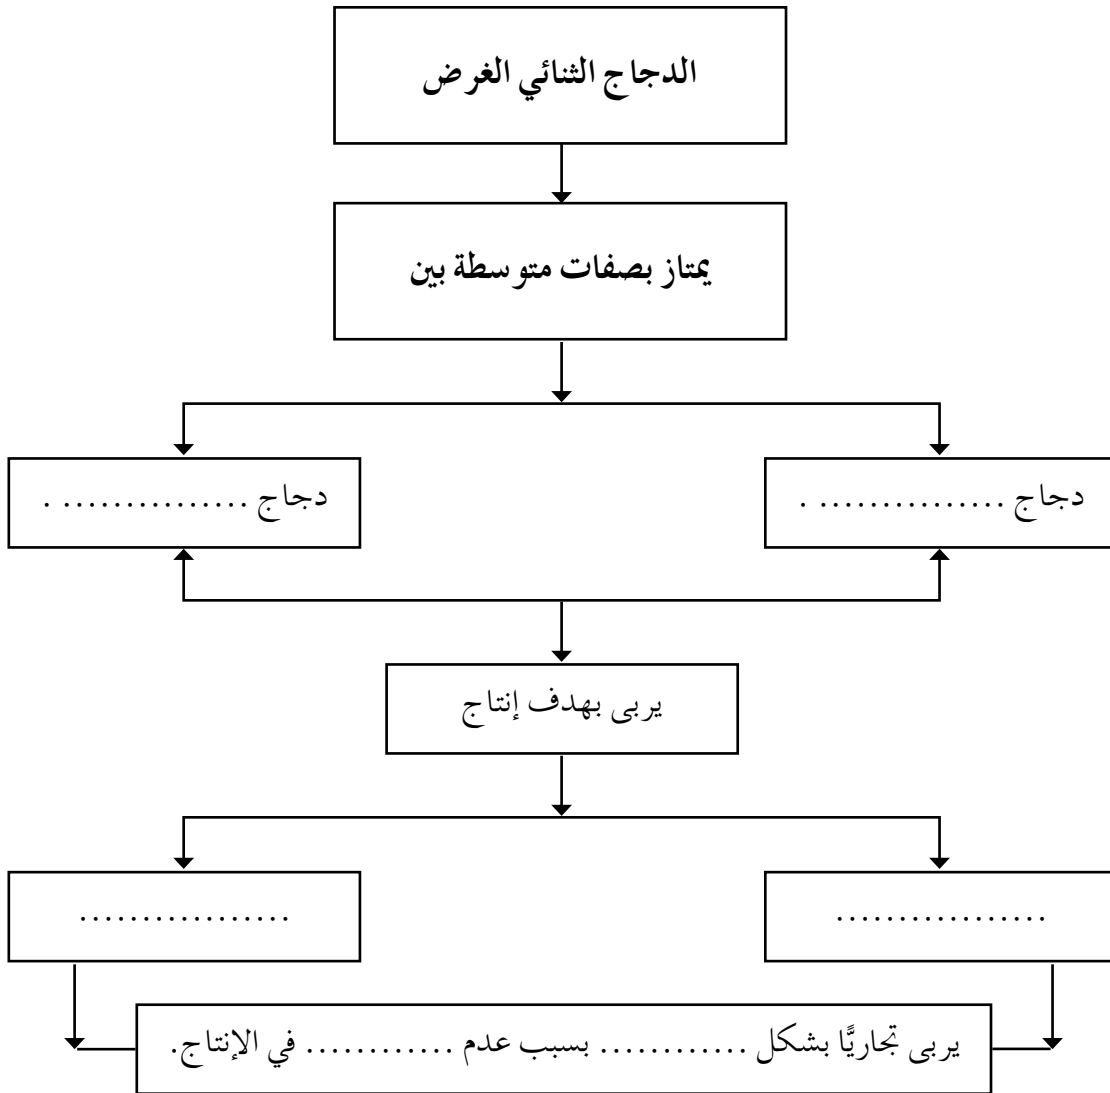 الدجاج الثنائي الغرض
يمتاز بصفات متوسطة بين
دجاج ............... .
دجاج ............... .
يربى بهدف إنتاج
.................
.................
يربى تجاريًّا بشكل ............ بسبب عدم ............ في الإنتاج.